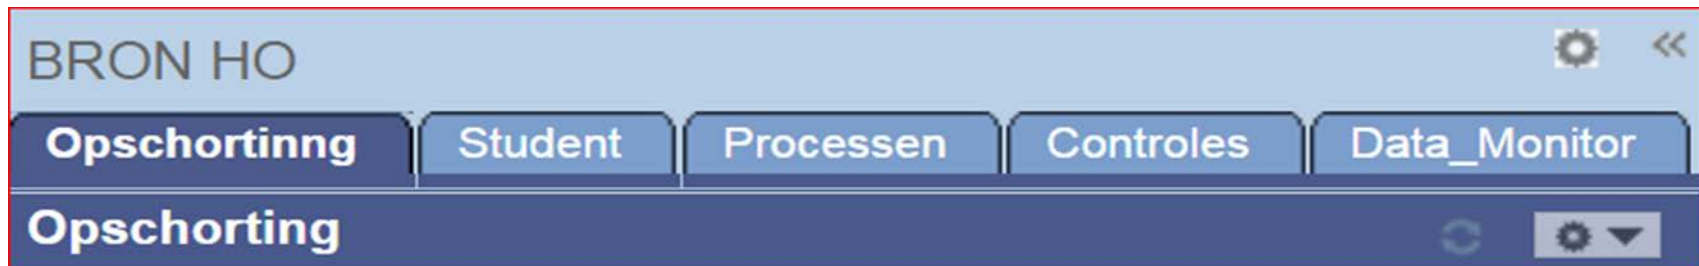 BRON HO
Opschortinng Student Processen Controles Data_Monitor
Opschorting